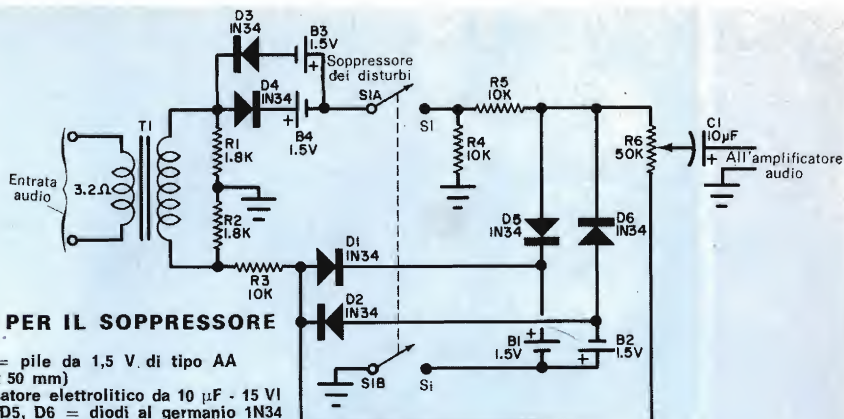 D3
1N34
B3
1.5V
+
Soppressore
dei disturbi
D4
1N34
+
B4
1.5V
S1A
S1
R5
10K
R4
10K
R6
50K
C1
10µF
+
All'amplificatore
audio
T1
Entrata
audio
3.2Ω
R1
1.8K
R2
1.8K
R3
10K
D1
1N34
D2
1N34
D5
1N34
D6
1N34
B1
1.5V
+
B2
1.5V
+
S1B
Si
PER IL SOPPRESSORE
= pile da 1,5 V di tipo AA
50 mm)
atore elettrolitico da 10 µF - 15 VI
D5, D6 = diodi al germanio 1N34